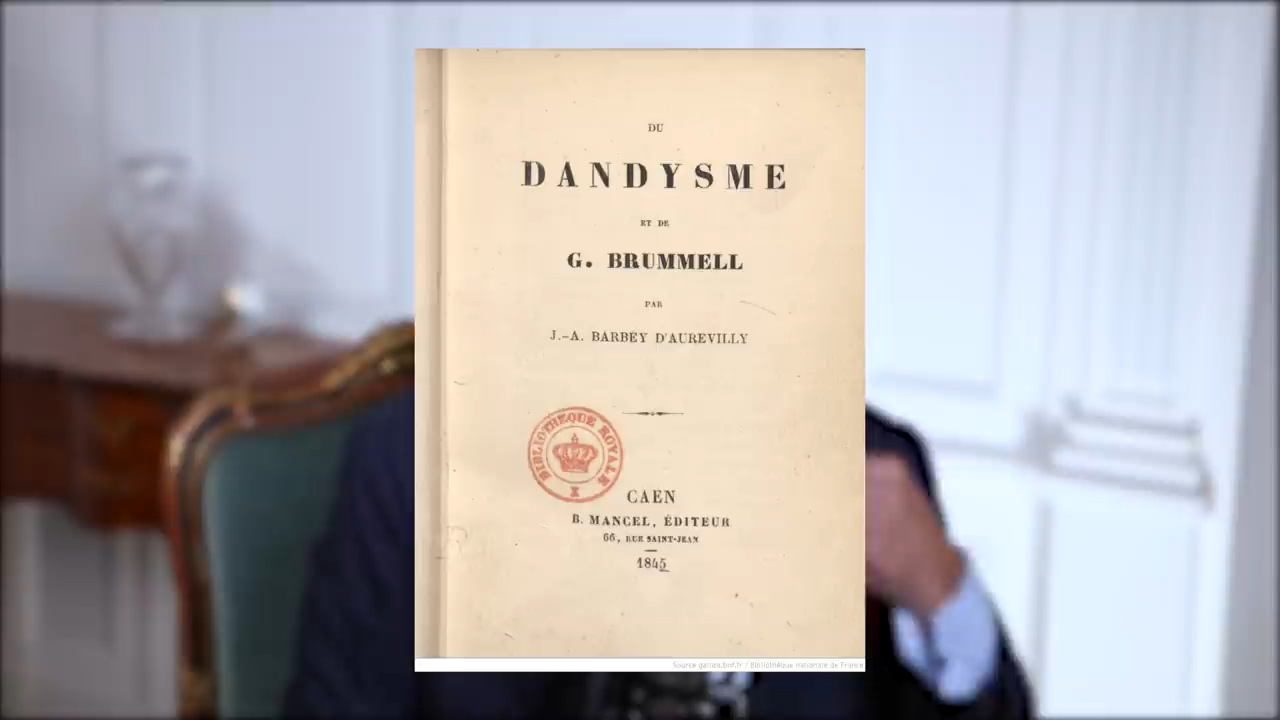 DU
DANDYSME
ET DE
G. BRUMMELL
PAR
J.-A. BARBEY D'AUREVILLY
BIBLIOTHEQUE ROYALE
X
CAEN
B. MANCEL, ÉDITEUR
66, RUE SAINT-JEAN
1845
Source gallica.bnf.fr / Bibliothèque nationale de France